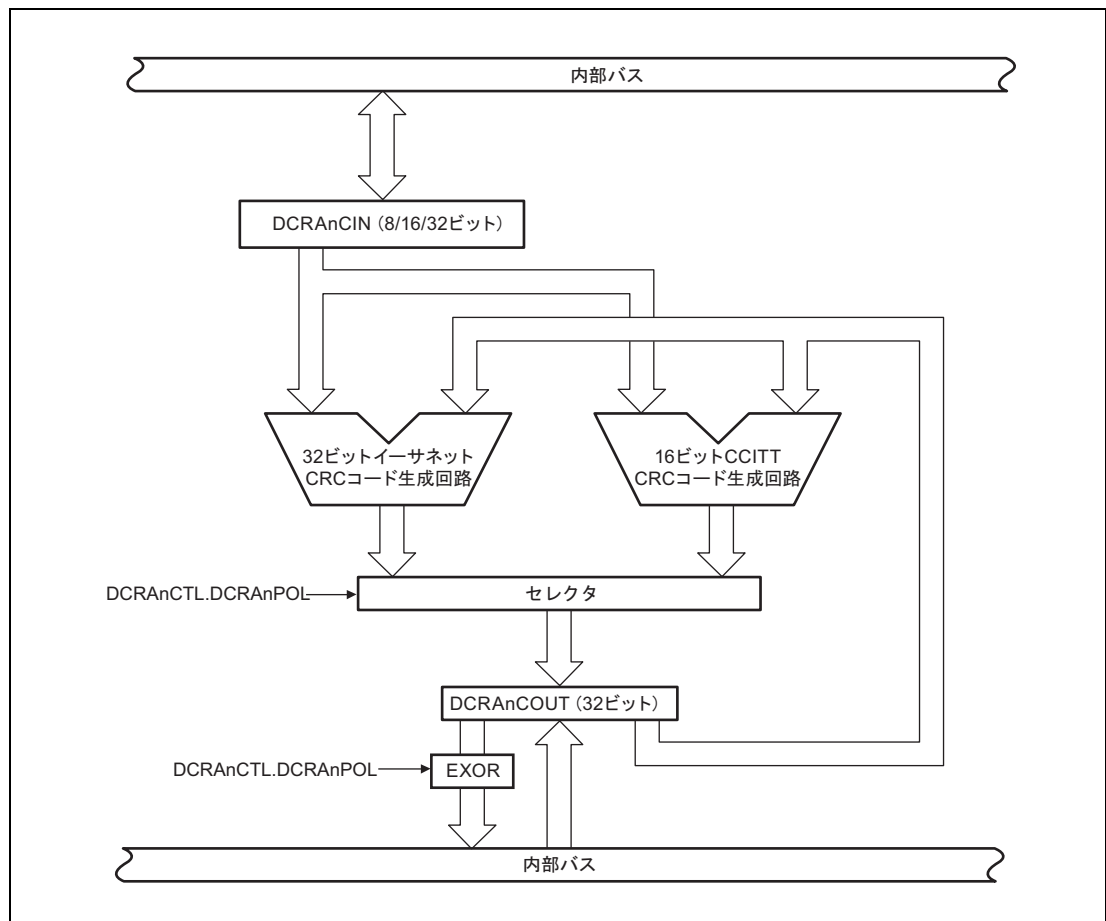 内部バス
DCRAnCIN（8/16/32ビット）
32ビットイーサネット
CRCコード生成回路
16ビットCCITT
CRCコード生成回路
DCRAnCTL.DCRAnPOL
セレクタ
DCRAnCOUT（32ビット）
DCRAnCTL.DCRAnPOL
EXOR
内部バス